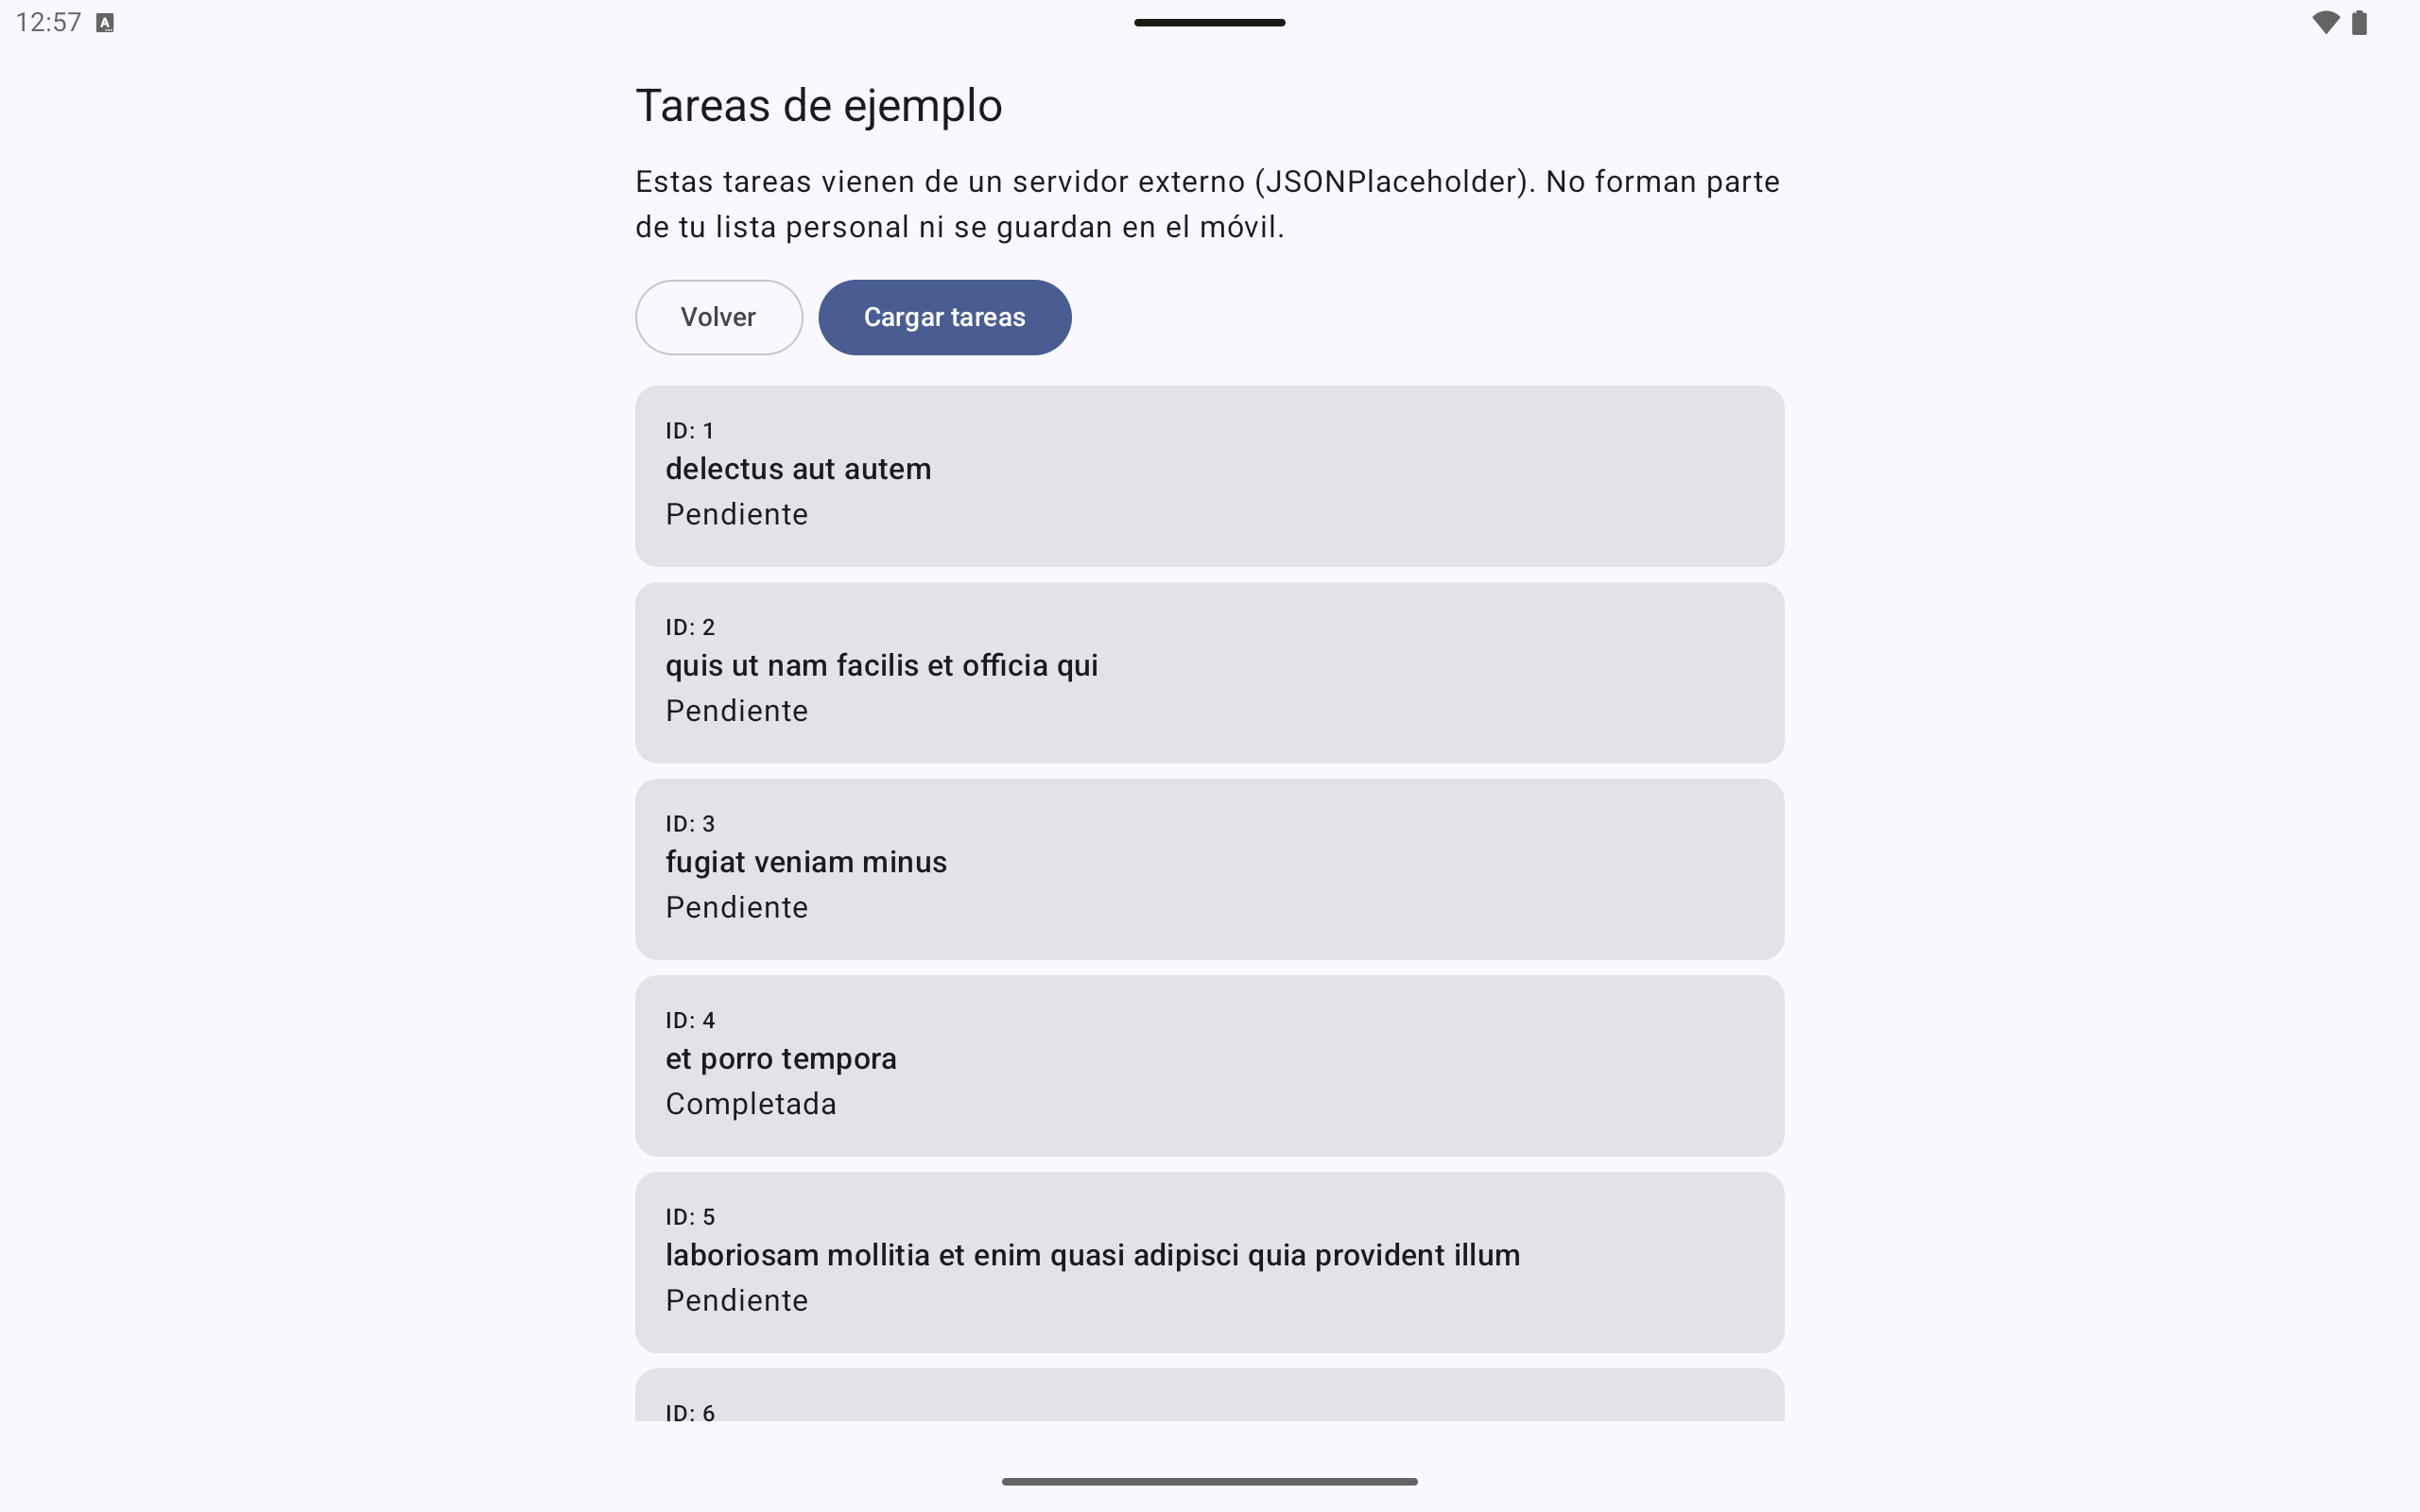 12:57
Tareas de ejemplo
Estas tareas vienen de un servidor externo (JSONPlaceholder). No forman parte
de tu lista personal ni se guardan en el móvil.
Volver Cargar tareas
ID: 1
delectus aut autem
Pendiente
ID: 2
quis ut nam facilis et officia qui
Pendiente
ID: 3
fugiat veniam minus
Pendiente
ID: 4
et porro tempora
Completada
ID: 5
laboriosam mollitia et enim quasi adipisci quia provident illum
Pendiente
ID: 6